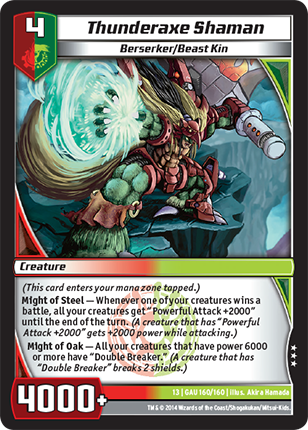 4
Thunderaxe Shaman
Berserker/Beast Kin
Creature
(This card enters your mana zone tapped.)
Might of Steel — Whenever one of your creatures wins a
battle, all your creatures get “Powerful Attack +2000”
until the end of the turn. (A creature that has “Powerful
Attack +2000” gets +2000 power while attacking.)
Might of Oak — All your creatures that have power 6000
or more have “Double Breaker.” (A creature that has
“Double Breaker” breaks 2 shields.)
13 | GAU 160/160 | Illus. Akira Hamada
4000+
TM & © 2014 Wizards of the Coast/Shogakukan/Mitsui-Kids.